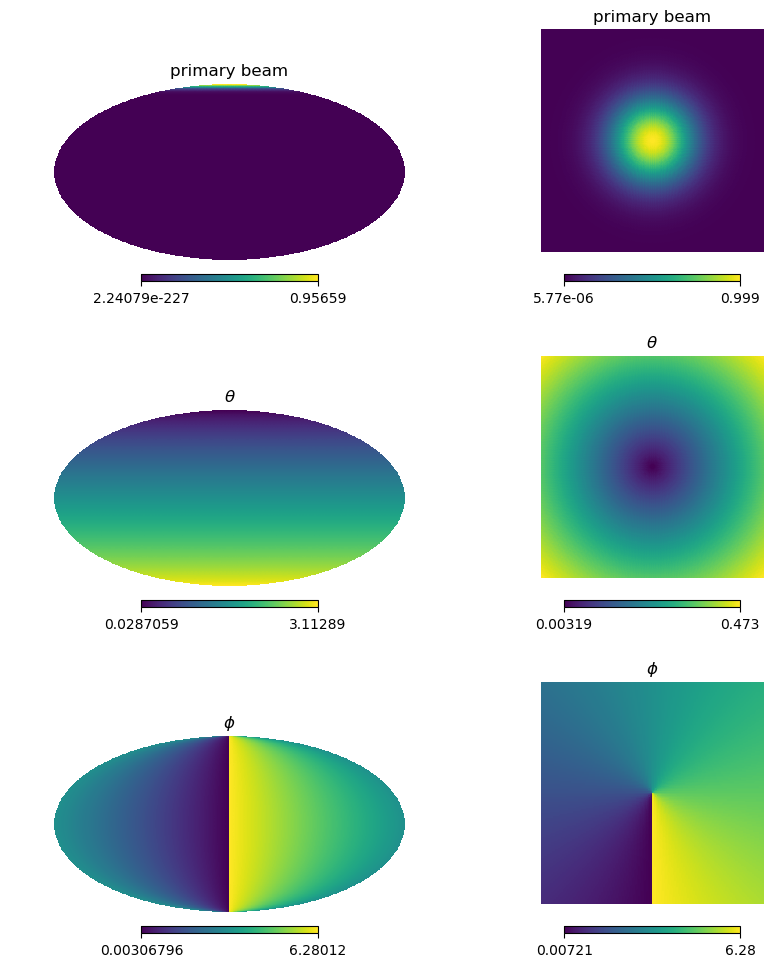 primary beam
primary beam
2.24079e-227 0.95659
5.77e-06 0.999
θ
θ
0.0287059 3.11289
0.00319 0.473
ϕ
ϕ
0.00306796 6.28012
0.00721 6.28